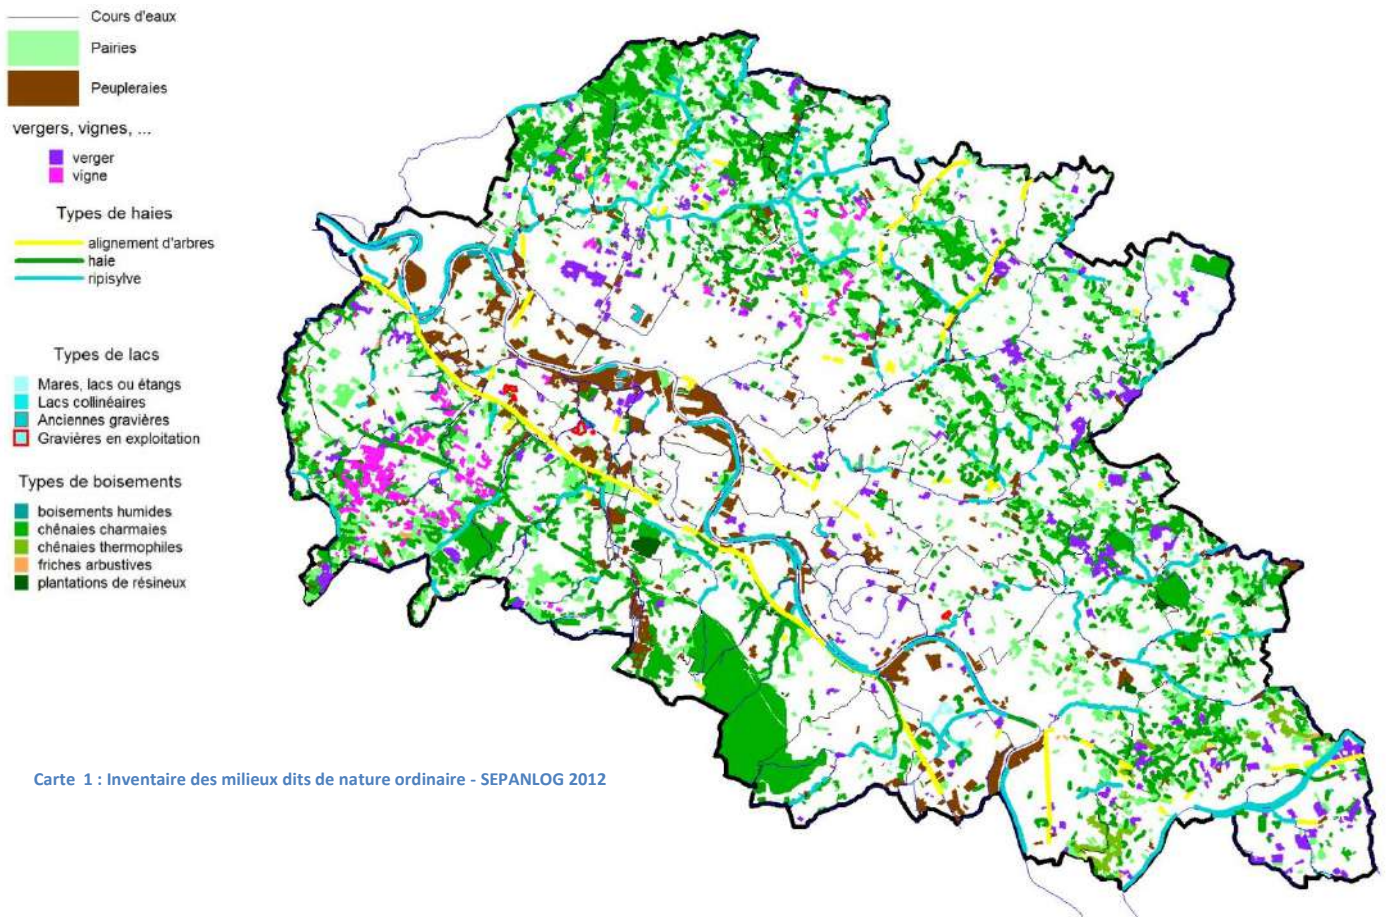 Cours d'eaux
Pairies
Peupleraies
vergers, vignes, ...
verger
vigne
Types de haies
alignement d'arbres
haie
ripisylve
Types de lacs
Mares, lacs ou étangs
Lacs collinéaires
Anciennes gravières
Gravières en exploitation
Types de boisements
boisements humides
chênaies charmaies
chênaies thermophiles
friches arbustives
plantations de résineux
Carte 1 : Inventaire des milieux dits de nature ordinaire - SEPANLOG 2012